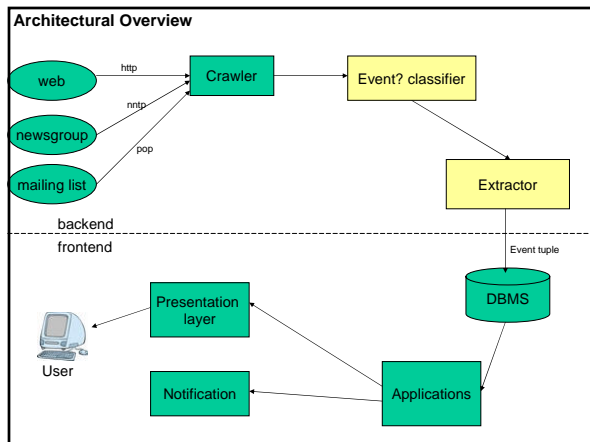 Architectural Overview
web
http
Crawler
Event? classifier
newsgroup
nntp
pop
mailing list
Extractor
backend
frontend
Event tuple
DBMS
Presentation
layer
User
Notification
Applications